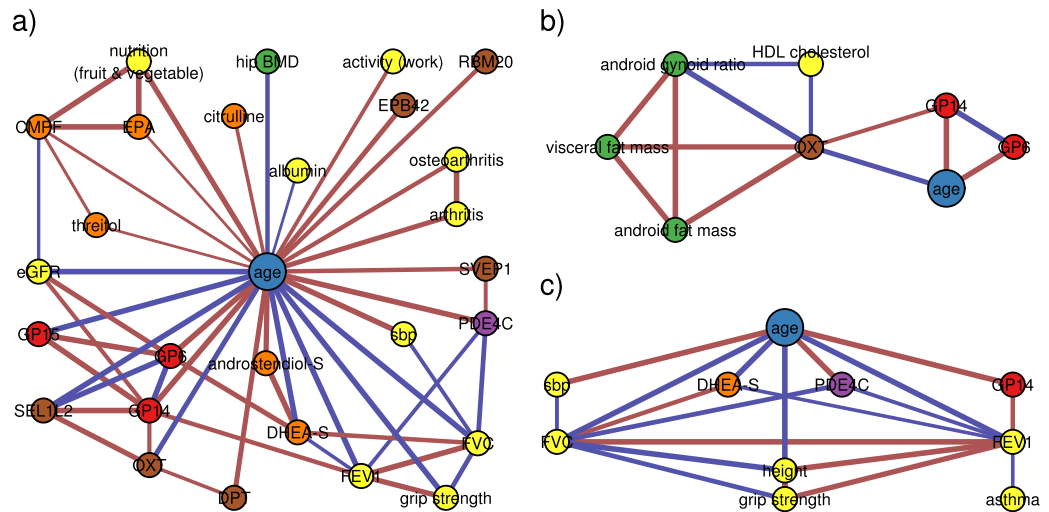 a)
nutrition
(fruit & vegetable)
hip BMD
activity (work)
RBM20
CMPF
EPA
citrulline
EPB42
albumin
osteoarthritis
arthritis
threitol
eGFR
age
SVEP1
GP15
GP6
androstendiol-S
sbp
PDE4C
SEL1L2
GP14
DHEA-S
FVC
OXT
FEV1
DPT
grip strength
b)
HDL cholesterol
android gynoid ratio
GP14
visceral fat mass
OXT
GP6
age
android fat mass
c)
age
sbp
DHEA-S
PDE4C
GP14
FVC
FEV1
height
grip strength
asthma